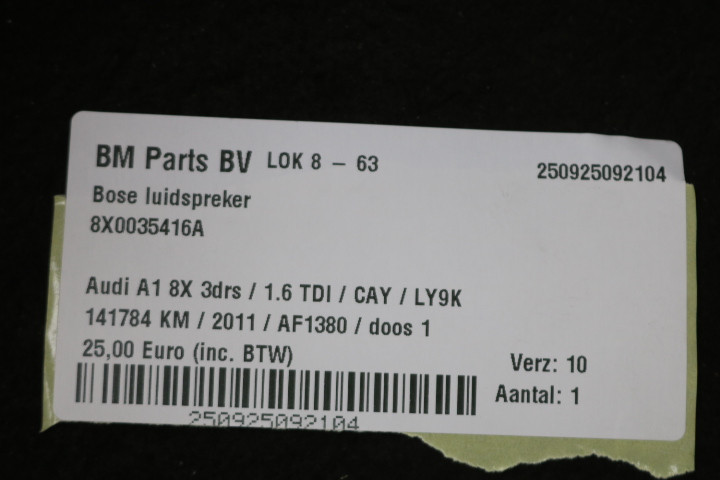 BM Parts BV LOK 8 - 63
250925092104
Bose luidspreker
8X0035416A
Audi A1 8X 3drs / 1.6 TDI / CAY / LY9K
141784 KM / 2011 / AF1380 / doos 1
25,00 Euro (inc. BTW)
Verz: 10
Aantal: 1
250925092104